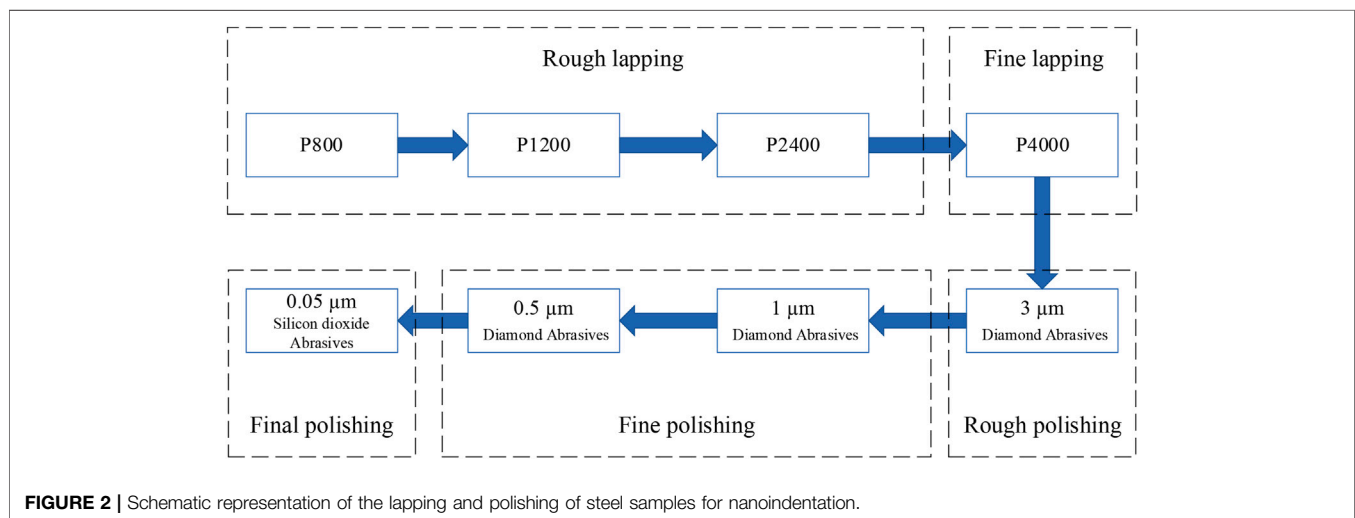 Rough lapping
Fine lapping
P800
P1200
P2400
P4000
0.05 µm
Silicon dioxide
Abrasives
0.5 µm
Diamond Abrasives
1 µm
Diamond Abrasives
3 µm
Diamond Abrasives
Final polishing
Fine polishing
Rough polishing
FIGURE 2 | Schematic representation of the lapping and polishing of steel samples for nanoindentation.